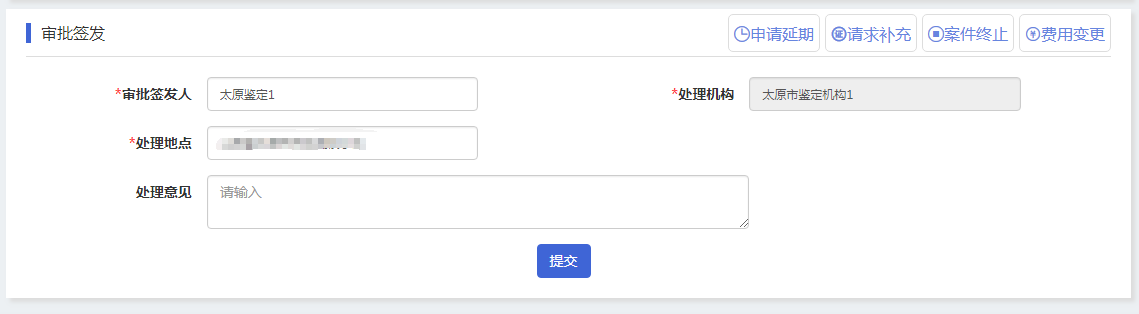 审批签发
申请延期 请求补充 案件终止 费用变更
*审批签发人 太原鉴定1 *处理机构 太原市鉴定机构1
*处理地点
处理意见 请输入
提交